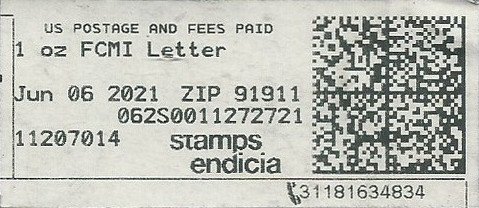 US POSTAGE AND FEES PAID
1 oz FCMI Letter
Jun 06 2021 ZIP 91911
062S0011272721
11207014
stamps
endicia
31181634834